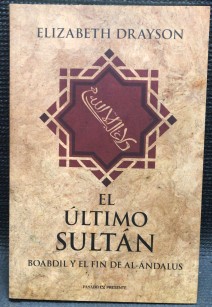 ELIZABETH DRAYSON
EL
ÚLTIMO
SULTÁN
BOABDIL Y EL FIN DE AL-ÁNDALUS